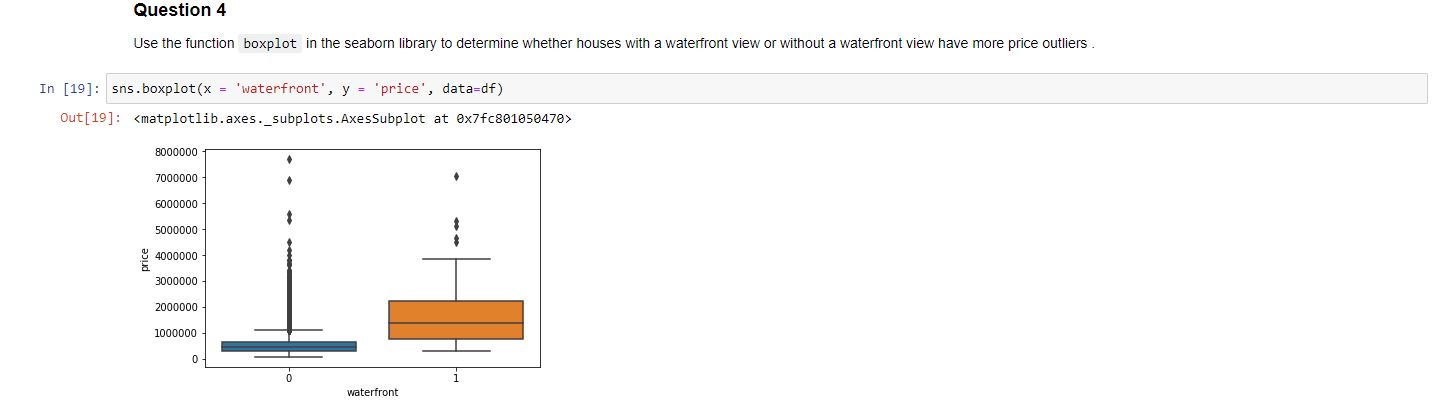 Question 4
Use the function boxplot in the seaborn library to determine whether houses with a waterfront view or without a waterfront view have more price outliers .
In [19]: sns.boxplot(x = 'waterfront', y = 'price', data=df)
Out[19]: <matplotlib.axes._subplots.AxesSubplot at 0x7fc801050470>
8000000
7000000
6000000
5000000
4000000
3000000
2000000
1000000
0
price
0 1
waterfront